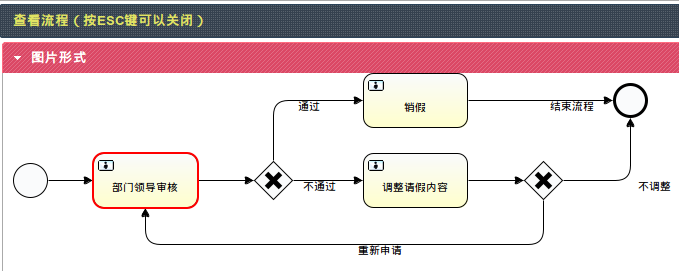 查看流程（按ESC键可以关闭）
图片形式
通过
销假
结束流程
部门领导审核
不通过
调整请假内容
不调整
重新申请